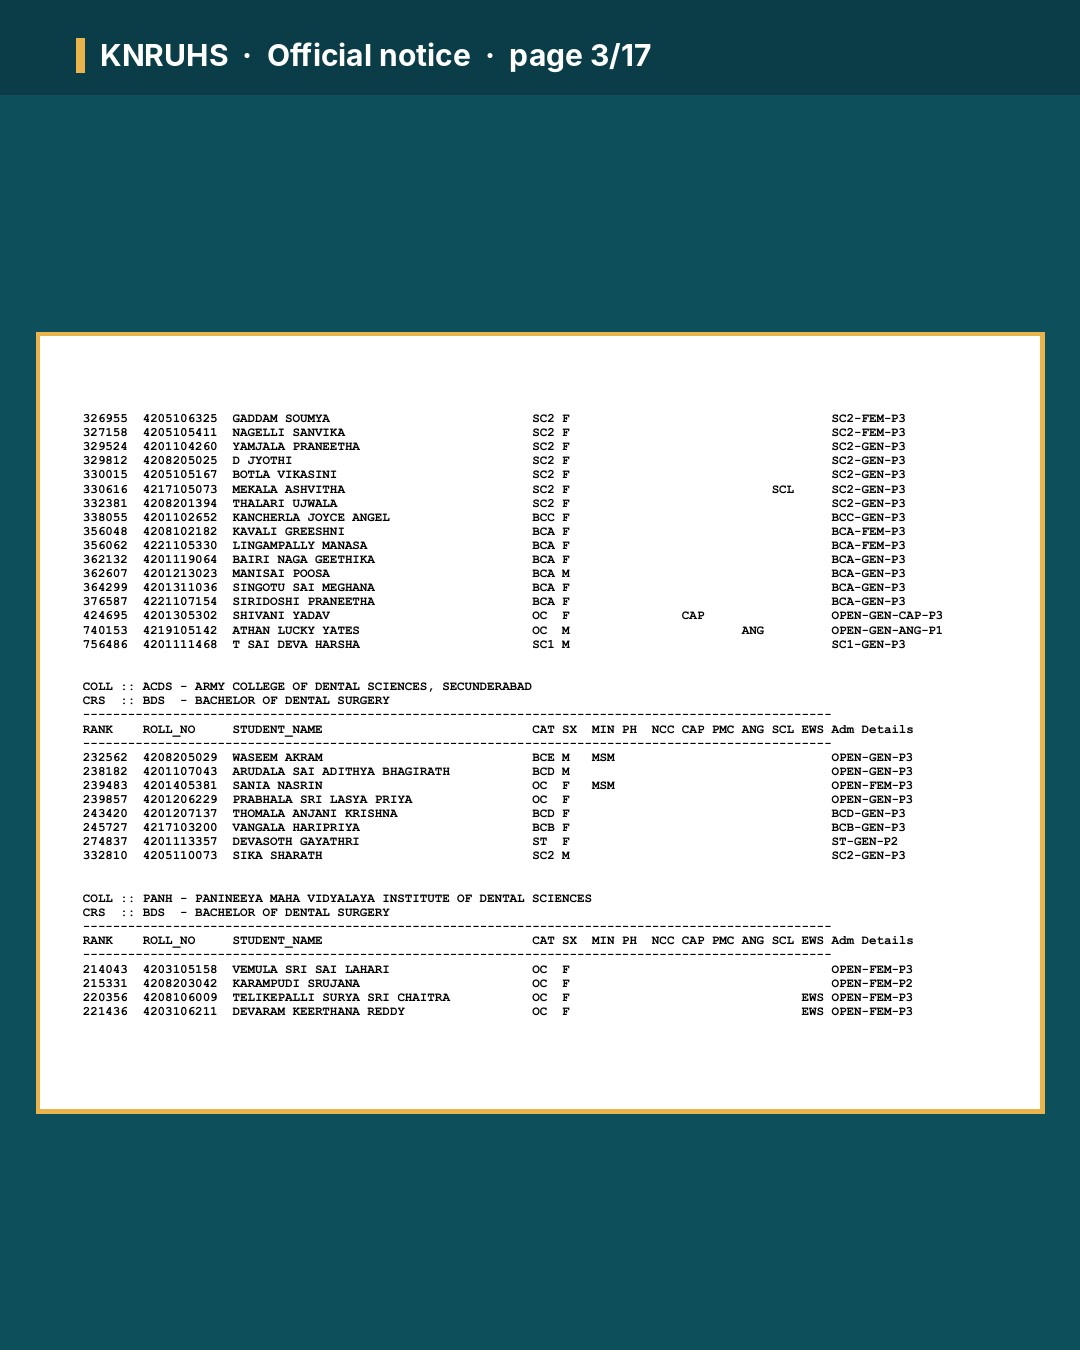 KNRUHS · Official notice · page 3/17
326955 4205106325 GADDAM SOUMYA SC2 F SC2-FEM-P3
327158 4205105411 NAGELLI SANVIKA SC2 F SC2-FEM-P3
329524 4201104260 YAMJALA PRANEETHA SC2 F SC2-GEN-P3
329812 4208205025 D JYOTHI SC2 F SC2-GEN-P3
330015 4205105167 BOTLA VIKASINI SC2 F SC2-GEN-P3
330616 4217105073 MEKALA ASHVITHA SC2 F SCL SC2-GEN-P3
332381 4208201394 THALARI UJWALA SC2 F SC2-GEN-P3
338055 4201102652 KANCHERLA JOYCE ANGEL BCC F BCC-GEN-P3
356048 4208102182 KAVALI GREESHNI BCA F BCA-FEM-P3
356062 4221105330 LINGAMPALLY MANASA BCA F BCA-FEM-P3
362132 4201119064 BAIRI NAGA GEETHIKA BCA F BCA-GEN-P3
362607 4201213023 MANISAI POOSA BCA M BCA-GEN-P3
364299 4201311036 SINGOTU SAI MEGHANA BCA F BCA-GEN-P3
376587 4221107154 SIRIDOSHI PRANEETHA BCA F BCA-GEN-P3
424695 4201305302 SHIVANI YADAV OC F CAP OPEN-GEN-CAP-P3
740153 4219105142 ATHAN LUCKY YATES OC M ANG OPEN-GEN-ANG-P1
756486 4201111468 T SAI DEVA HARSHA SC1 M SC1-GEN-P3
COLL :: ACDS - ARMY COLLEGE OF DENTAL SCIENCES, SECUNDERABAD
CRS :: BDS - BACHELOR OF DENTAL SURGERY
----------------------------------------------------------------------------------------------------
RANK ROLL_NO STUDENT_NAME CAT SX MIN PH NCC CAP PMC ANG SCL EWS Adm Details
----------------------------------------------------------------------------------------------------
232562 4208205029 WASEEM AKRAM BCE M MSM OPEN-GEN-P3
238182 4201107043 ARUDALA SAI ADITHYA BHAGIRATH BCD M OPEN-GEN-P3
239483 4201405381 SANIA NASRIN OC F MSM OPEN-FEM-P3
239857 4201206229 PRABHALA SRI LASYA PRIYA OC F OPEN-GEN-P3
243420 4201207137 THOMALA ANJANI KRISHNA BCD F BCD-GEN-P3
245727 4217103200 VANGALA HARIPRIYA BCB F BCB-GEN-P3
274837 4201113357 DEVASOTH GAYATHRI ST F ST-GEN-P2
332810 4205110073 SIKA SHARATH SC2 M SC2-GEN-P3
COLL :: PANH - PANINEEYA MAHA VIDYALAYA INSTITUTE OF DENTAL SCIENCES
CRS :: BDS - BACHELOR OF DENTAL SURGERY
----------------------------------------------------------------------------------------------------
RANK ROLL_NO STUDENT_NAME CAT SX MIN PH NCC CAP PMC ANG SCL EWS Adm Details
----------------------------------------------------------------------------------------------------
214043 4203105158 VEMULA SRI SAI LAHARI OC F OPEN-FEM-P3
215331 4208203042 KARAMPUDI SRUJANA OC F OPEN-FEM-P2
220356 4208106009 TELIKEPALLI SURYA SRI CHAITRA OC F EWS OPEN-FEM-P3
221436 4203106211 DEVARAM KEERTHANA REDDY OC F EWS OPEN-FEM-P3